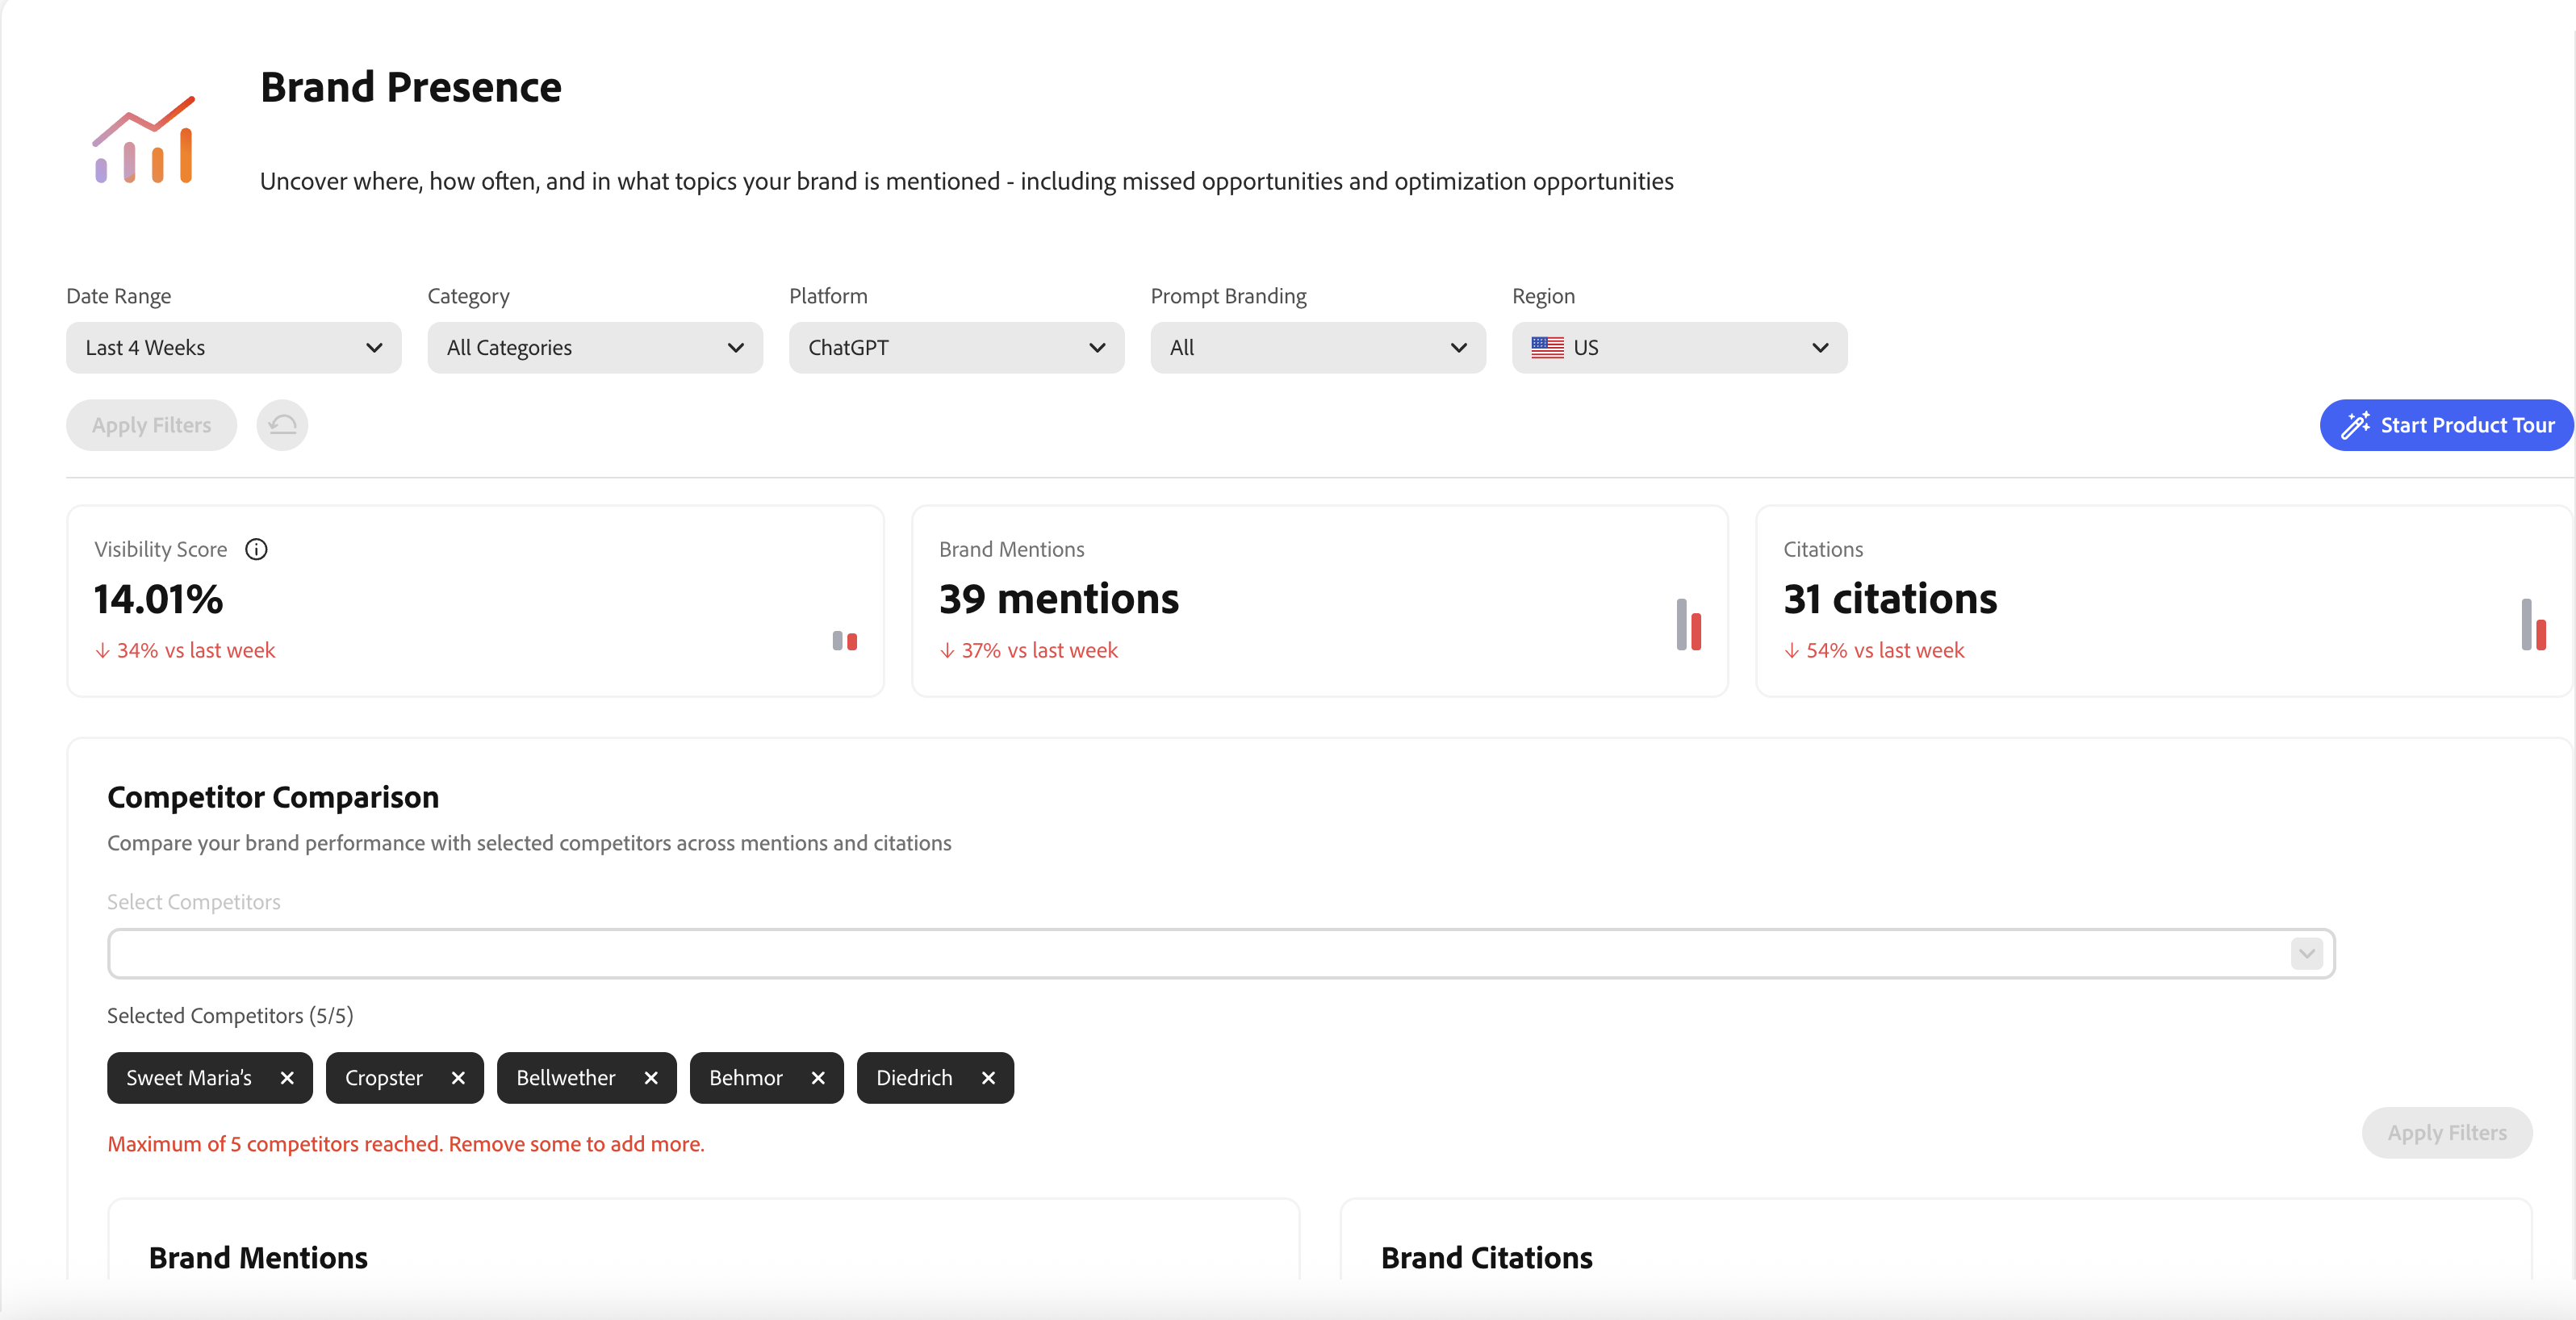 Brand Presence
Uncover where, how often, and in what topics your brand is mentioned - including missed opportunities and optimization opportunities
Date Range Category Platform Prompt Branding Region
Last 4 Weeks All Categories ChatGPT All US
Apply Filters Start Product Tour
Visibility Score Brand Mentions Citations
14.01% 39 mentions 31 citations
↓ 34% vs last week ↓ 37% vs last week ↓ 54% vs last week
Competitor Comparison
Compare your brand performance with selected competitors across mentions and citations
Select Competitors
Selected Competitors (5/5)
Sweet Maria’s Cropster Bellwether Behmor Diedrich
Maximum of 5 competitors reached. Remove some to add more.
Apply Filters
Brand Mentions Brand Citations